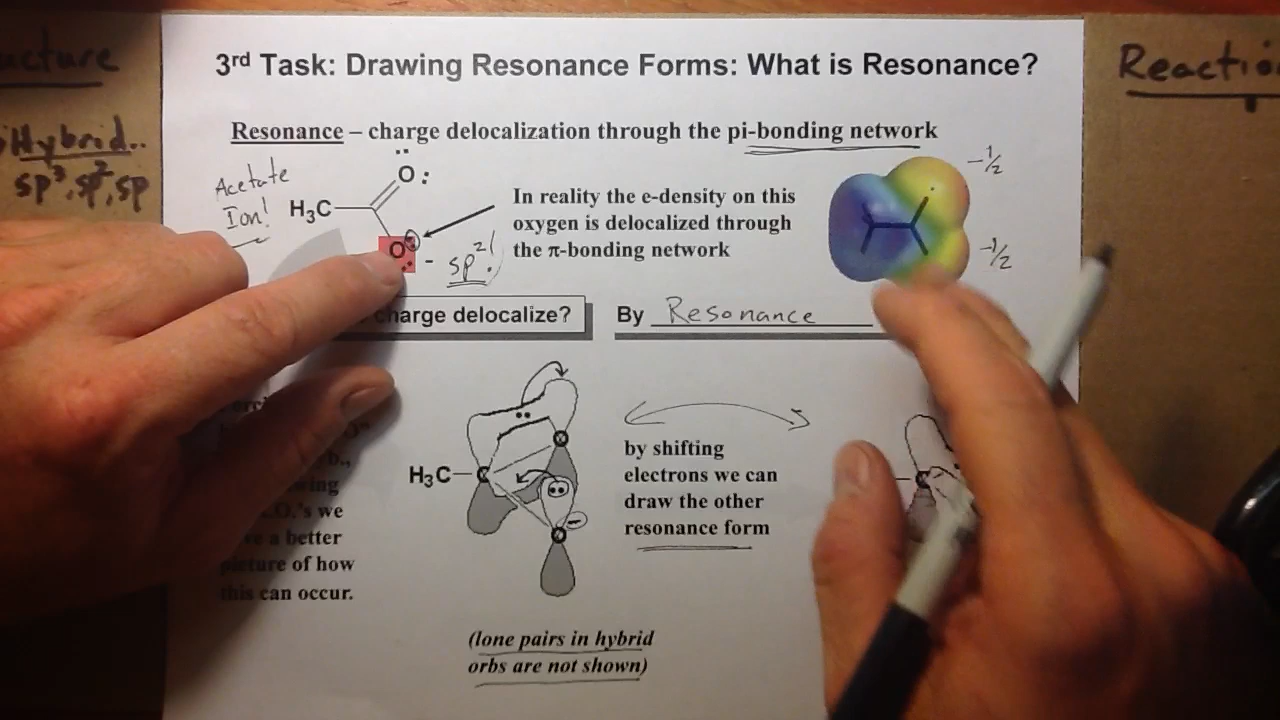 3rd Task: Drawing Resonance Forms: What is Resonance?
Resonance – charge delocalization through the pi-bonding network
Reactio
Hybrid..
sp³, sp², sp
Acetate
Ion!
H₃C
O
O
-
sp²!
In reality the e-density on this
oxygen is delocalized through
the π-bonding network
-½
-½
charge delocalize?
By Resonance
H₃C
C
O
O
-
by shifting
electrons we can
draw the other
resonance form
C
we
a better
picture of how
this can occur.
(lone pairs in hybrid
orbs are not shown)